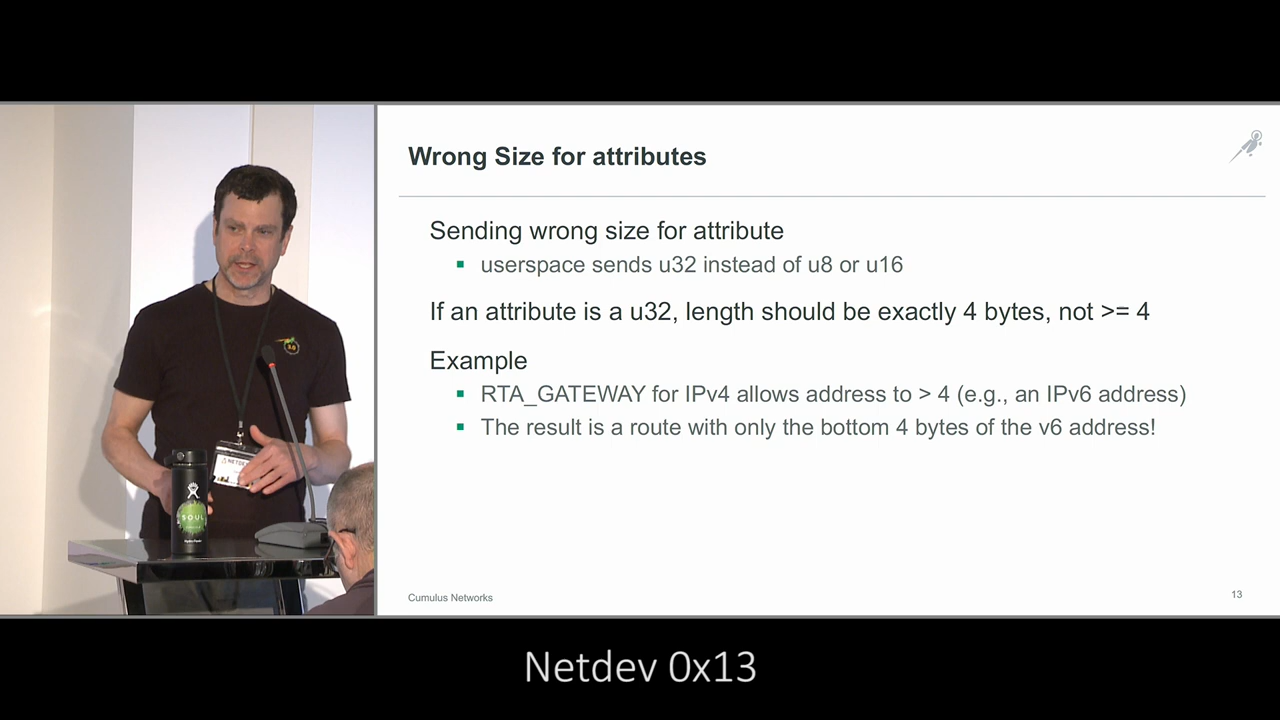 Wrong Size for attributes
Sending wrong size for attribute
userspace sends u32 instead of u8 or u16
If an attribute is a u32, length should be exactly 4 bytes, not >= 4
Example
RTA_GATEWAY for IPv4 allows address to > 4 (e.g., an IPv6 address)
The result is a route with only the bottom 4 bytes of the v6 address!
Cumulus Networks
13
NETDEV
SOUL
Netdev 0x13